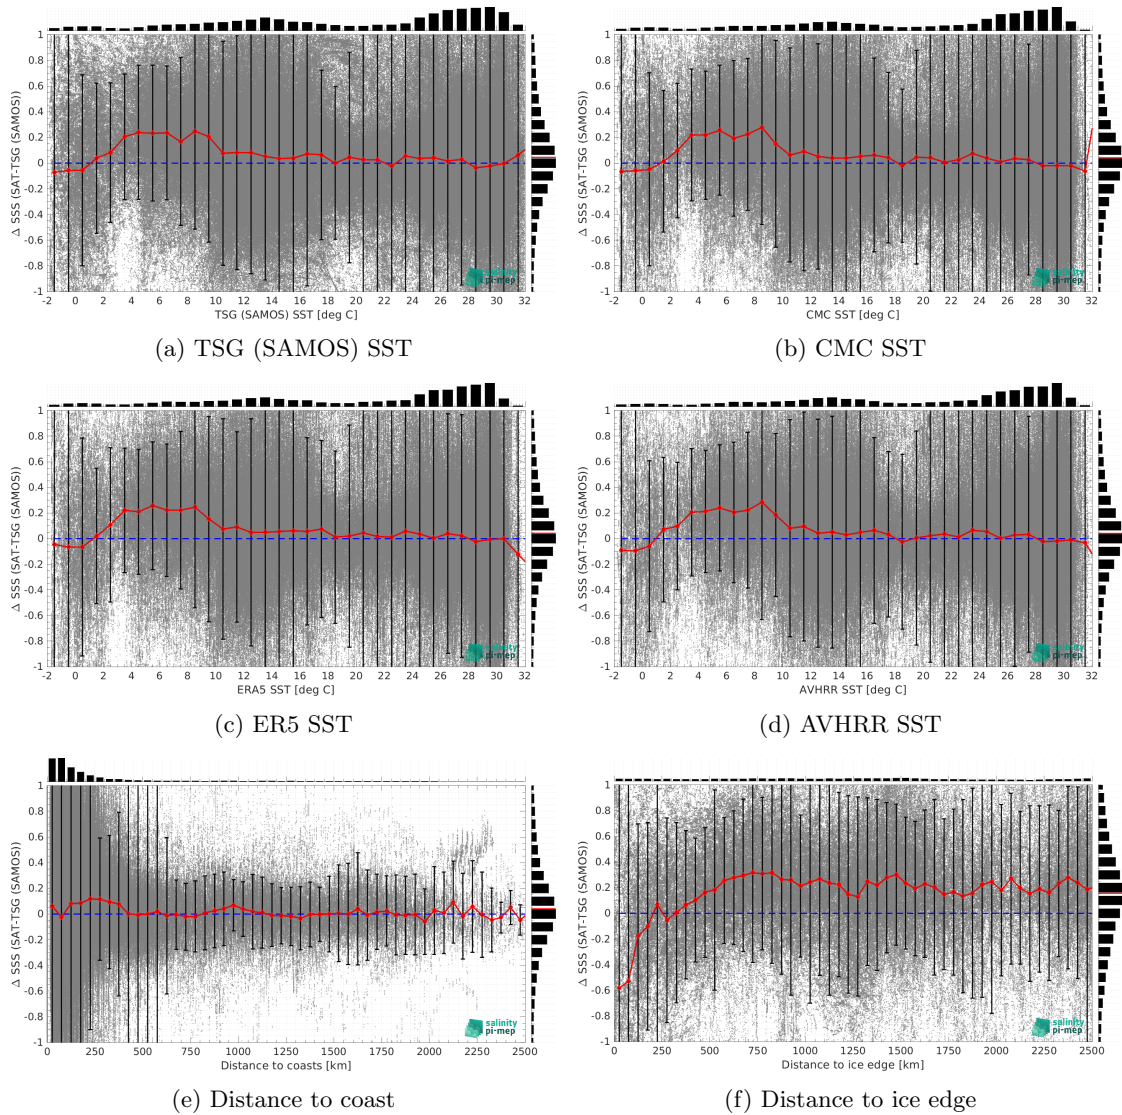 1
0.8
0.6
0.4
0.2
0
-0.2
-0.4
-0.6
-0.8
-1
Δ SSS (SAT-TSG (SAMOS))
salinity
pi-mep
-2 0 2 4 6 8 10 12 14 16 18 20 22 24 26 28 30 32
TSG (SAMOS) SST [deg C]
(a) TSG (SAMOS) SST
1
0.8
0.6
0.4
0.2
0
-0.2
-0.4
-0.6
-0.8
-1
Δ SSS (SAT-TSG (SAMOS))
salinity
pi-mep
-2 0 2 4 6 8 10 12 14 16 18 20 22 24 26 28 30 32
CMC SST [deg C]
(b) CMC SST
1
0.8
0.6
0.4
0.2
0
-0.2
-0.4
-0.6
-0.8
-1
Δ SSS (SAT-TSG (SAMOS))
salinity
pi-mep
-2 0 2 4 6 8 10 12 14 16 18 20 22 24 26 28 30 32
ERA5 SST [deg C]
(c) ER5 SST
1
0.8
0.6
0.4
0.2
0
-0.2
-0.4
-0.6
-0.8
-1
Δ SSS (SAT-TSG (SAMOS))
salinity
pi-mep
-2 0 2 4 6 8 10 12 14 16 18 20 22 24 26 28 30 32
AVHRR SST [deg C]
(d) AVHRR SST
1
0.8
0.6
0.4
0.2
0
-0.2
-0.4
-0.6
-0.8
-1
Δ SSS (SAT-TSG (SAMOS))
salinity
pi-mep
0 250 500 750 1000 1250 1500 1750 2000 2250 2500
Distance to coasts [km]
(e) Distance to coast
1
0.8
0.6
0.4
0.2
0
-0.2
-0.4
-0.6
-0.8
-1
Δ SSS (SAT-TSG (SAMOS))
salinity
pi-mep
0 250 500 750 1000 1250 1500 1750 2000 2250 2500
Distance to ice edge [km]
(f) Distance to ice edge